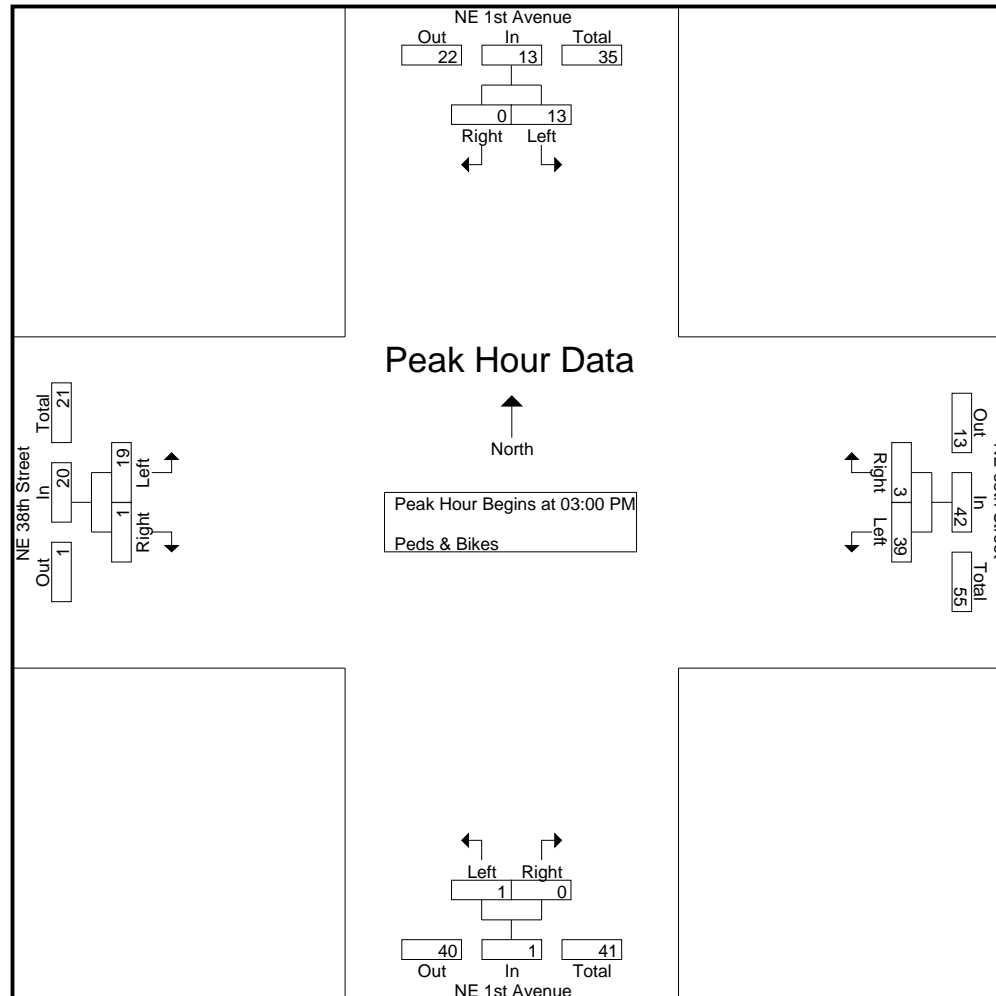 NE 1st Avenue
Out In Total
22 13 35
0 13
Right Left
Peak Hour Data
North
Peak Hour Begins at 03:00 PM
Peds & Bikes
NE 38th Street
Out In Total
1 20 21
Right Left
1 19
Out In Total
13 42 55
Right Left
3 39
Left Right
1 0
40 1 41
Out In Total
NE 1st Avenue